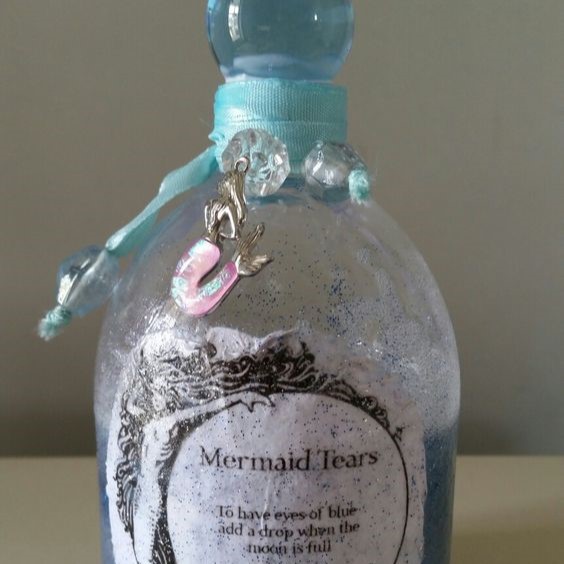 Mermaid Tears
To have eyes of blue
add a drop when the
moon is full